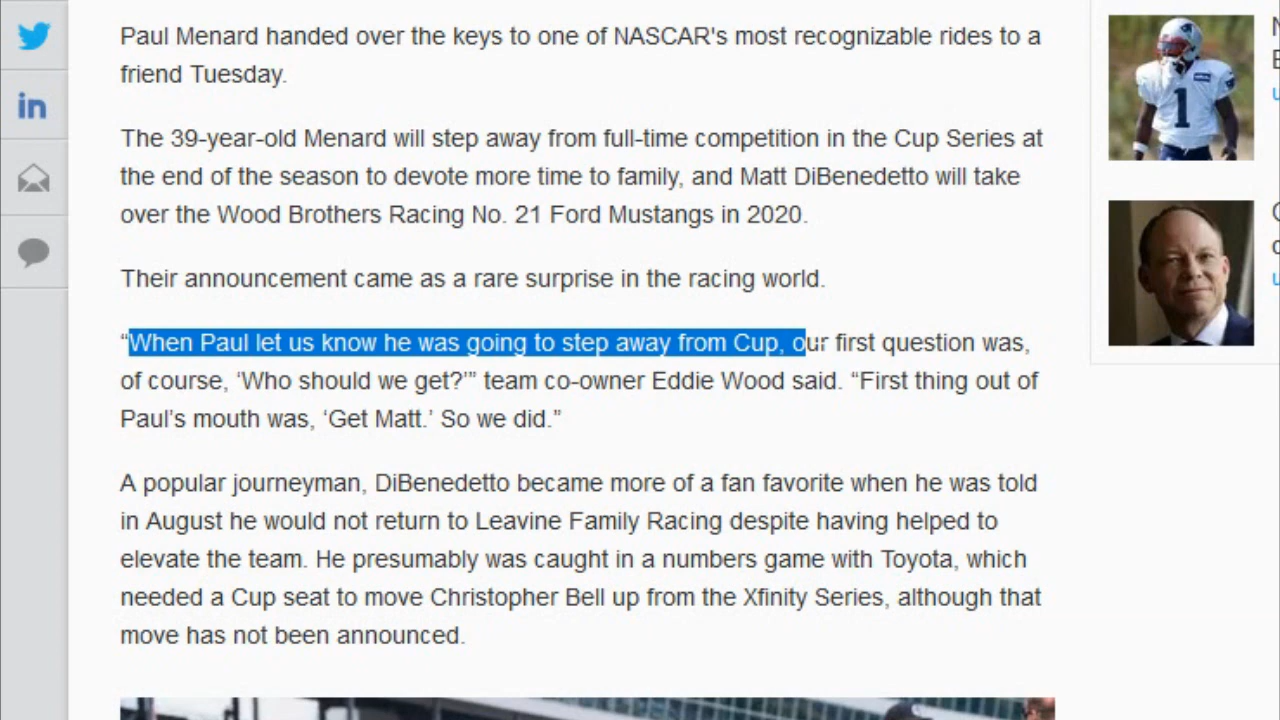 Paul Menard handed over the keys to one of NASCAR's most recognizable rides to a
friend Tuesday.
The 39-year-old Menard will step away from full-time competition in the Cup Series at
the end of the season to devote more time to family, and Matt DiBenedetto will take
over the Wood Brothers Racing No. 21 Ford Mustangs in 2020.
Their announcement came as a rare surprise in the racing world.
“When Paul let us know he was going to step away from Cup, our first question was,
of course, ‘Who should we get?’” team co-owner Eddie Wood said. “First thing out of
Paul’s mouth was, ‘Get Matt.’ So we did.”
A popular journeyman, DiBenedetto became more of a fan favorite when he was told
in August he would not return to Leavine Family Racing despite having helped to
elevate the team. He presumably was caught in a numbers game with Toyota, which
needed a Cup seat to move Christopher Bell up from the Xfinity Series, although that
move has not been announced.
in
1